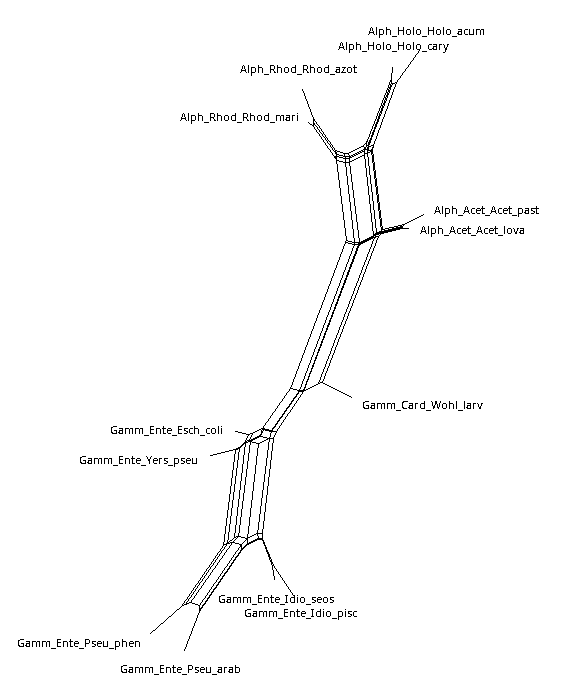 Alph_Holo_Holo_acum
Alph_Holo_Holo_cary
Alph_Rhod_Rhod_azot
Alph_Rhod_Rhod_mari
Alph_Acet_Acet_past
Alph_Acet_Acet_lova
Gamm_Card_Wohl_larv
Gamm_Ente_Esch_coli
Gamm_Ente_Yers_pseu
Gamm_Ente_Idio_seos
Gamm_Ente_Idio_pisc
Gamm_Ente_Pseu_phen
Gamm_Ente_Pseu_arab